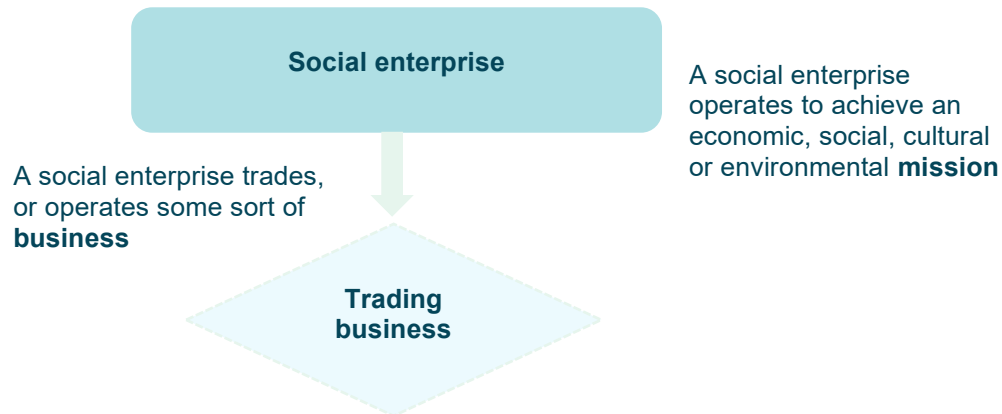 Social enterprise
A social enterprise
operates to achieve an
economic, social, cultural
or environmental mission
A social enterprise trades,
or operates some sort of
business
Trading
business